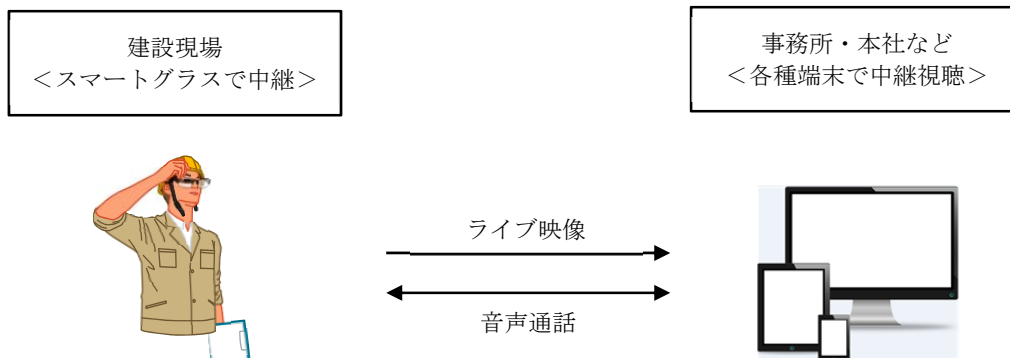 建設現場
＜スマートグラスで中継＞
事務所・本社など
＜各種端末で中継視聴＞
ライブ映像
音声通話